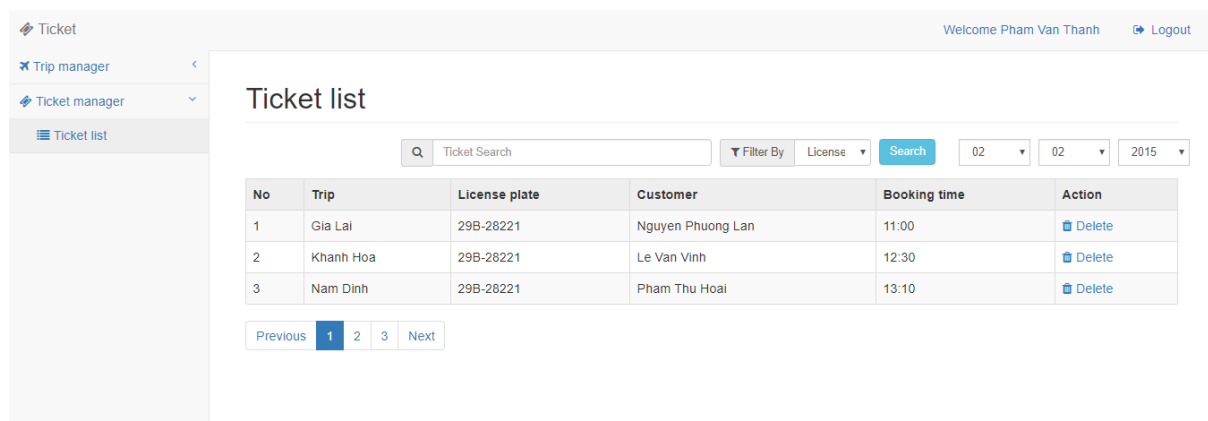 Ticket
Welcome Pham Van Thanh Logout
Trip manager
Ticket manager
Ticket list
Ticket list
Ticket Search Filter By License Search 02 02 2015
No Trip License plate Customer Booking time Action
1 Gia Lai 29B-28221 Nguyen Phuong Lan 11:00 Delete
2 Khanh Hoa 29B-28221 Le Van Vinh 12:30 Delete
3 Nam Dinh 29B-28221 Pham Thu Hoai 13:10 Delete
Previous 1 2 3 Next